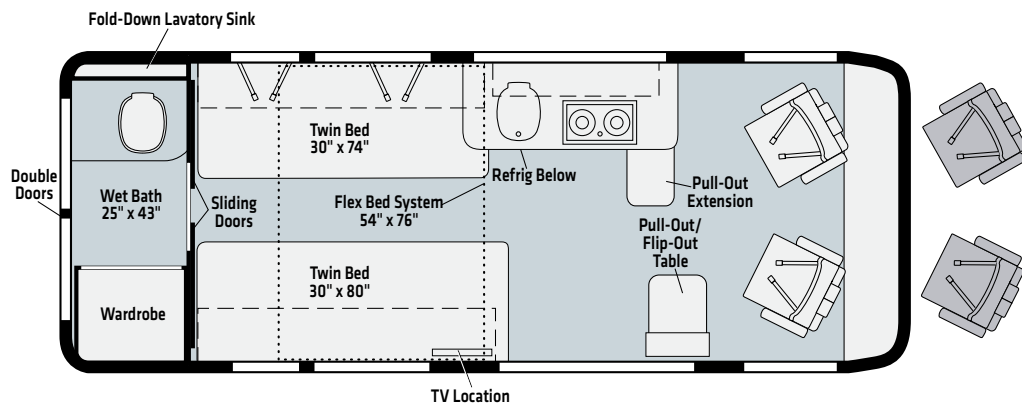 Fold-Down Lavatory Sink
Double
Doors
Wet Bath
25" x 43"
Sliding
Doors
Wardrobe
Twin Bed
30" x 74"
Flex Bed System
54" x 76"
Twin Bed
30" x 80"
TV Location
Refrig Below
Pull-Out
Extension
Pull-Out/
Flip-Out
Table